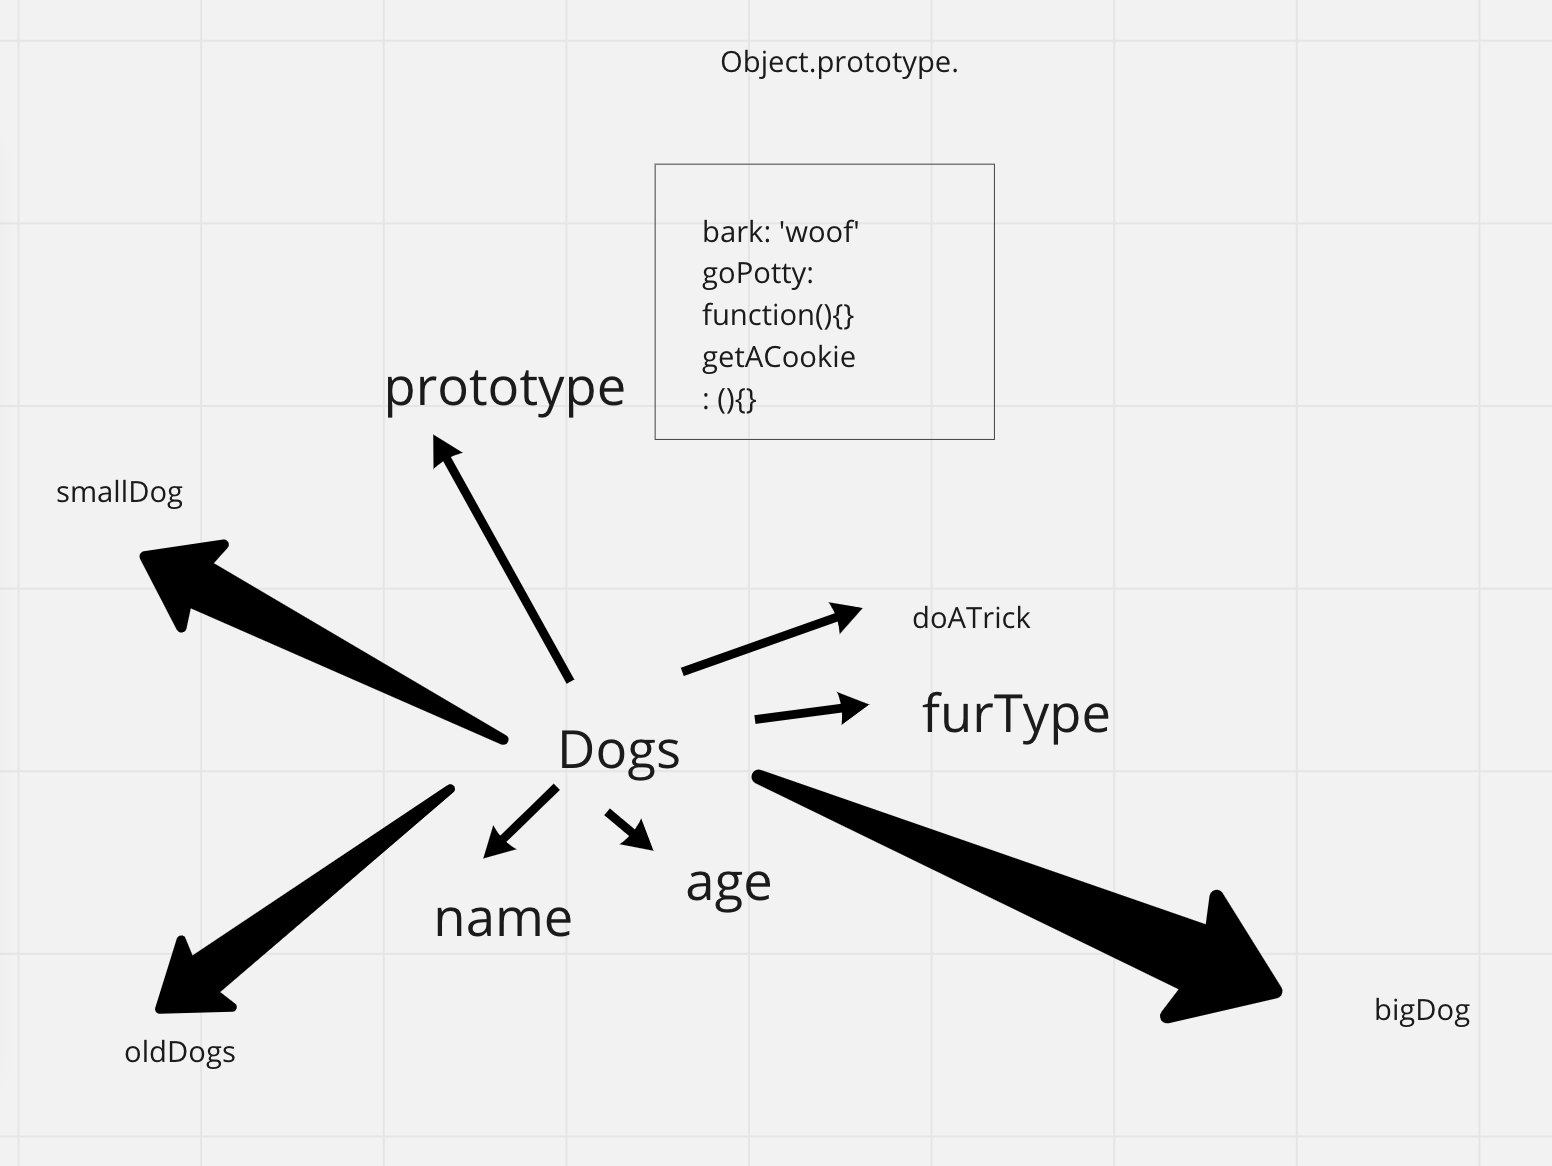 Object.prototype.
bark: 'woof'
goPotty:
function(){}
getACookie
: (){}
prototype
smallDog
doATrick
furType
Dogs
age
name
bigDog
oldDogs